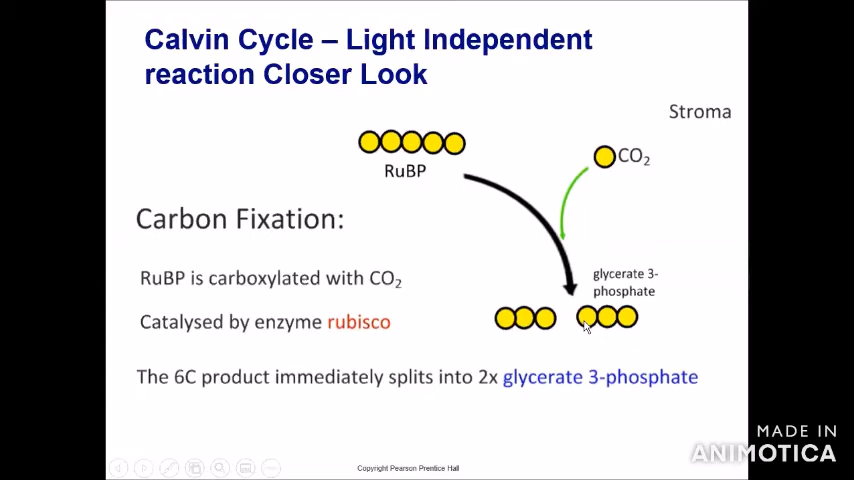 Calvin Cycle – Light Independent
reaction Closer Look
Stroma
CO₂
RuBP
Carbon Fixation:
RuBP is carboxylated with CO₂
glycerate 3-
phosphate
Catalysed by enzyme rubisco
The 6C product immediately splits into 2x glycerate 3-phosphate
Copyright Pearson Prentice Hall
MADE IN
ANIMOTICA